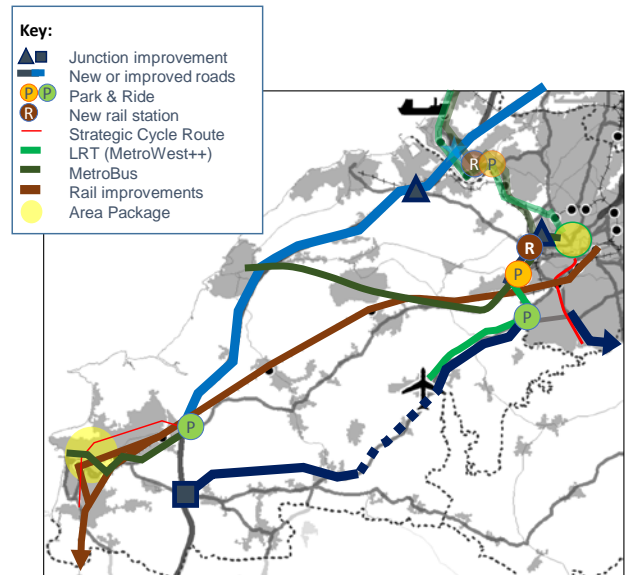 Key:
Junction improvement
New or improved roads
P P Park & Ride
R New rail station
Strategic Cycle Route
LRT (MetroWest++)
MetroBus
Rail improvements
Area Package
R P
R
P
P
P